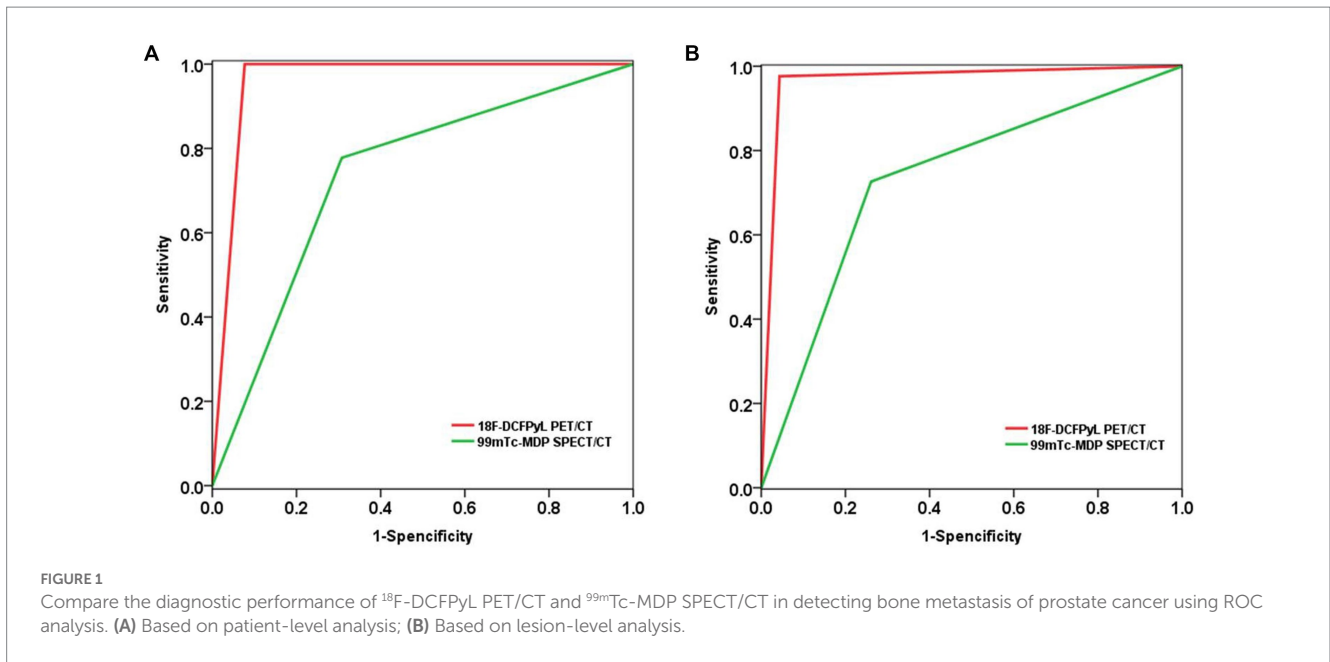 A
1.0
0.8
0.6
0.4
0.2
0.0
Sensitivity
18F-DCFPyL PET/CT
99mTc-MDP SPECT/CT
0.0 0.2 0.4 0.6 0.8 1.0
1-Spencificity
B
1.0
0.8
0.6
0.4
0.2
0.0
Sensitivity
18F-DCFPyL PET/CT
99mTc-MDP SPECT/CT
0.0 0.2 0.4 0.6 0.8 1.0
1-Spencificity
FIGURE 1
Compare the diagnostic performance of ¹⁸F-DCFPyL PET/CT and ⁹⁹ᵐTc-MDP SPECT/CT in detecting bone metastasis of prostate cancer using ROC
analysis. (A) Based on patient-level analysis; (B) Based on lesion-level analysis.